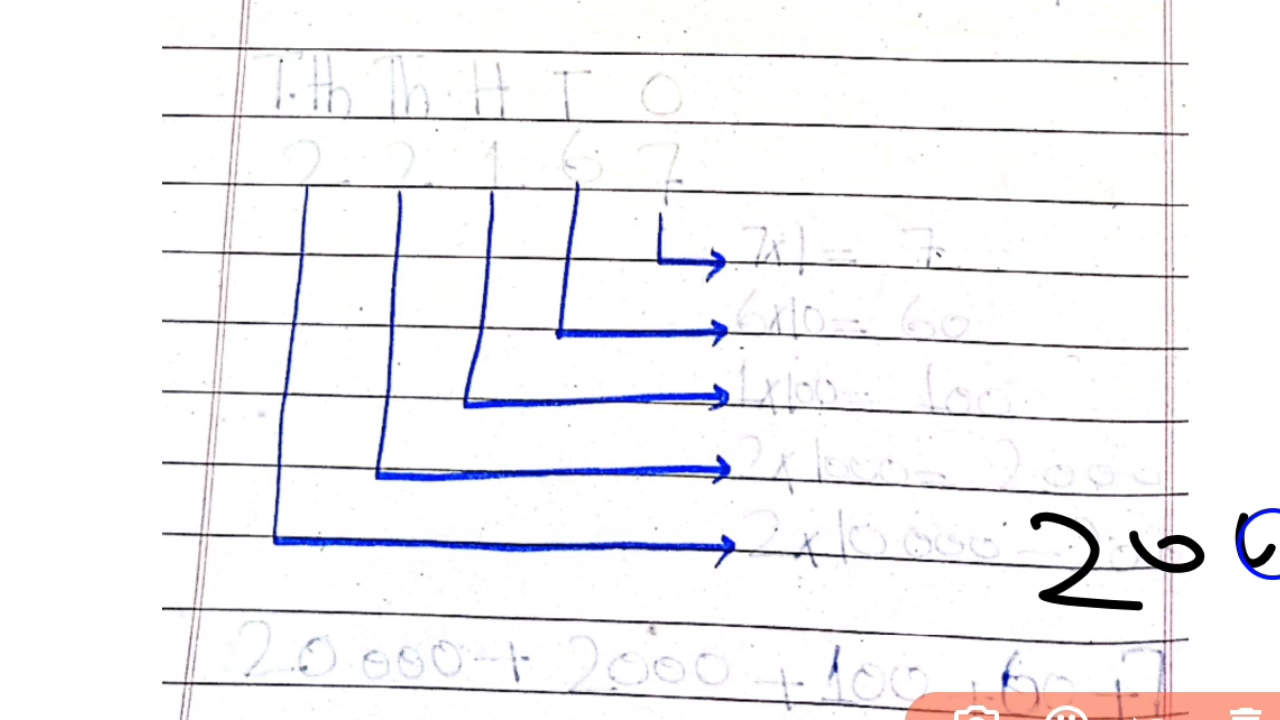 T.th Th H T O
2 2 1 6 7
7x1= 7
6x10= 60
1x100= 100
2x1000= 2000
2x10000 =
200
20000+ 2000 +100 +60 +7